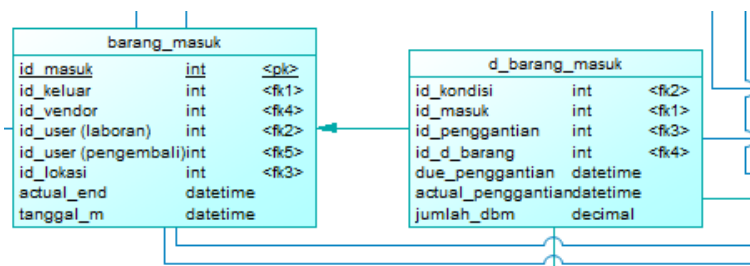 barang_masuk
id_masuk int <pk>
id_keluar int <fk1>
id_vendor int <fk4>
id_user (laboran) int <fk2>
id_user (pengembali)int <fk5>
id_lokasi int <fk3>
actual_end datetime
tanggal_m datetime
d_barang_masuk
id_kondisi int <fk2>
id_masuk int <fk1>
id_penggantian int <fk3>
id_d_barang int <fk4>
due_penggantian datetime
actual_penggantiandatetime
jumlah_dbm decimal